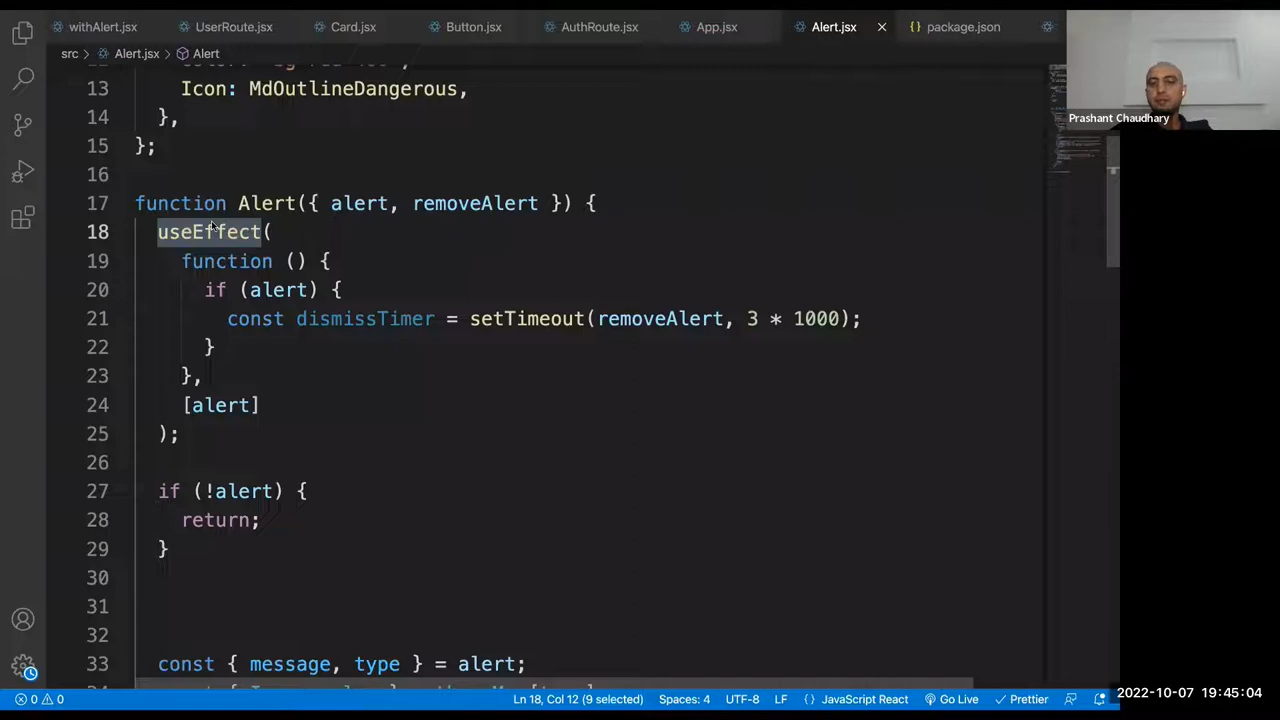 withAlert.jsx UserRoute.jsx Card.jsx Button.jsx AuthRoute.jsx App.jsx Alert.jsx package.json
src > Alert.jsx > Alert
Prashant Chaudhary
13 Icon: MdOutlineDangerous,
14 },
15 };
16
17 function Alert({ alert, removeAlert }) {
18 useEffect(
19 function () {
20 if (alert) {
21 const dismissTimer = setTimeout(removeAlert, 3 * 1000);
22 }
23 },
24 [alert]
25 );
26
27 if (!alert) {
28 return;
29 }
30
31
32
33 const { message, type } = alert;
0 0 Ln 18, Col 12 (9 selected) Spaces: 4 UTF-8 LF { } JavaScript React Go Live Prettier
2022-10-07 19:45:04